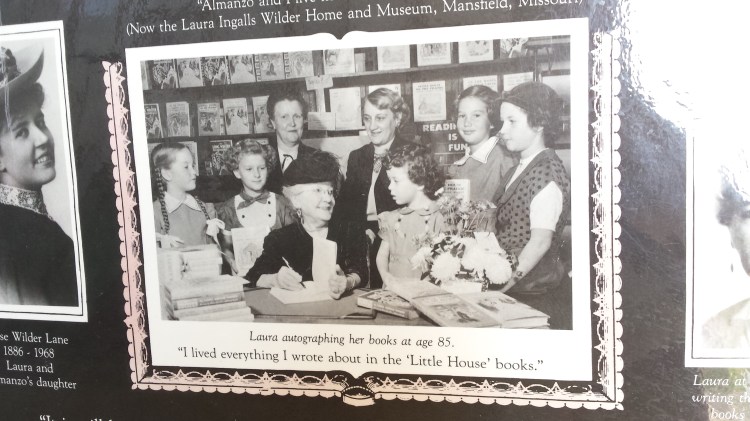 "Almanzo and I
(Now the Laura Ingalls Wilder Home and Museum, Mansfield, Missouri)
READING
IS
FUN
Laura autographing her books at age 85.
"I lived everything I wrote about in the 'Little House' books."
se Wilder Lane
1886 - 1968
Laura and
manzo's daughter
Laura at
writing th
books